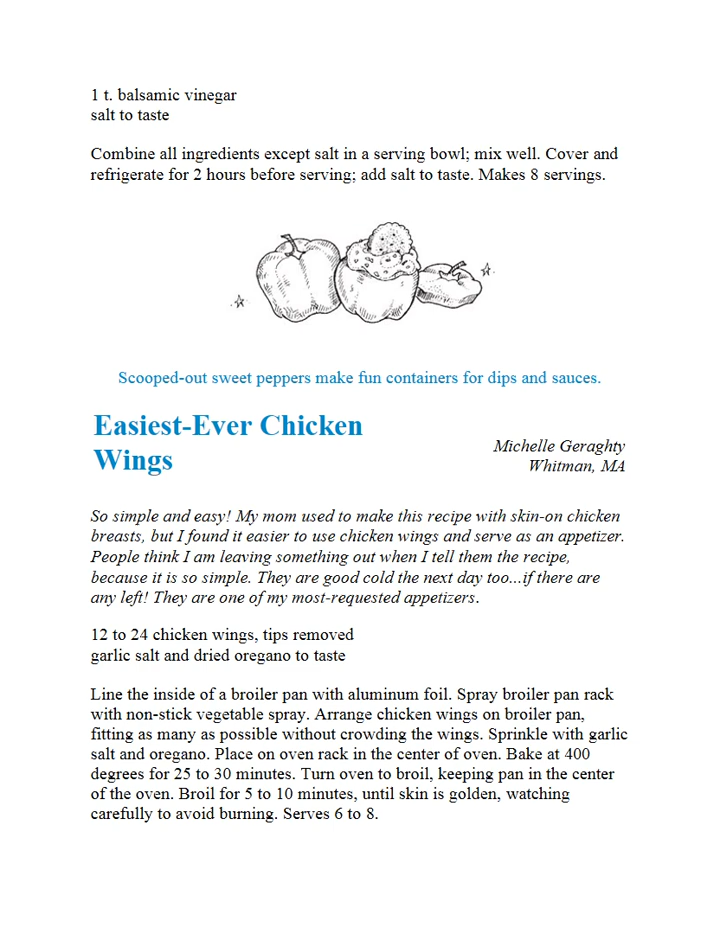 1 t. balsamic vinegar
salt to taste
Combine all ingredients except salt in a serving bowl; mix well. Cover and
refrigerate for 2 hours before serving; add salt to taste. Makes 8 servings.
Scooped-out sweet peppers make fun containers for dips and sauces.
Easiest-Ever Chicken
Wings
Michelle Geraghty
Whitman, MA
So simple and easy! My mom used to make this recipe with skin-on chicken
breasts, but I found it easier to use chicken wings and serve as an appetizer.
People think I am leaving something out when I tell them the recipe,
because it is so simple. They are good cold the next day too...if there are
any left! They are one of my most-requested appetizers.
12 to 24 chicken wings, tips removed
garlic salt and dried oregano to taste
Line the inside of a broiler pan with aluminum foil. Spray broiler pan rack
with non-stick vegetable spray. Arrange chicken wings on broiler pan,
fitting as many as possible without crowding the wings. Sprinkle with garlic
salt and oregano. Place on oven rack in the center of oven. Bake at 400
degrees for 25 to 30 minutes. Turn oven to broil, keeping pan in the center
of the oven. Broil for 5 to 10 minutes, until skin is golden, watching
carefully to avoid burning. Serves 6 to 8.